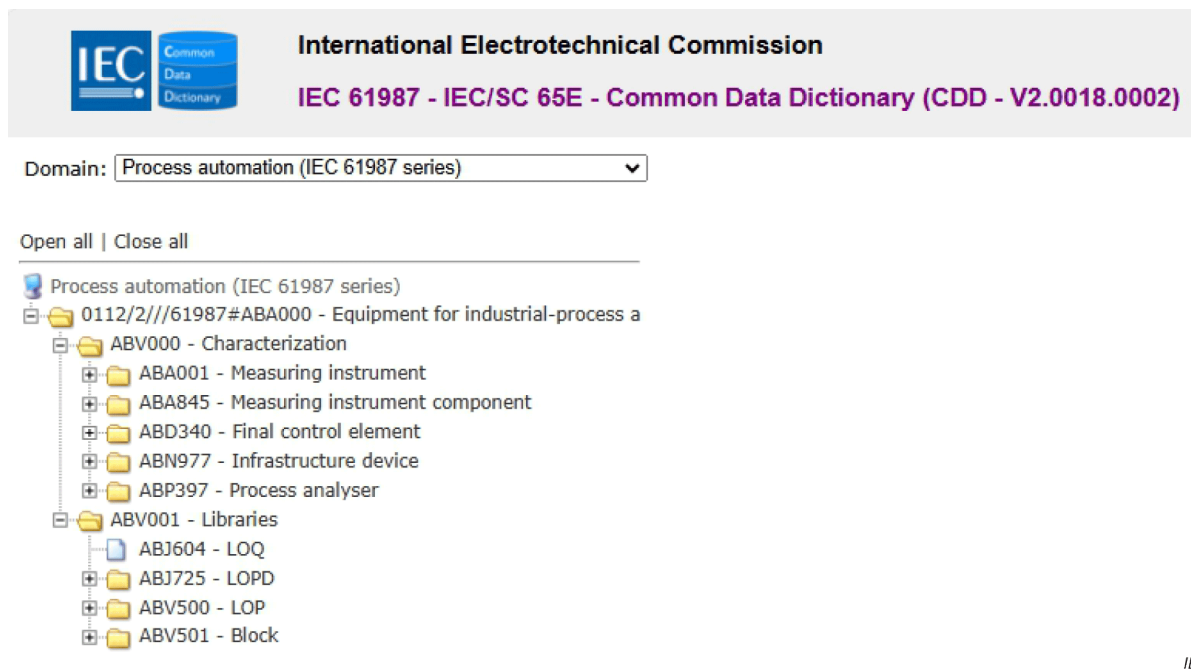 IEC
Common
Data
Dictionary
International Electrotechnical Commission
IEC 61987 - IEC/SC 65E - Common Data Dictionary (CDD - V2.0018.0002)
Domain: Process automation (IEC 61987 series)
Open all | Close all
Process automation (IEC 61987 series)
0112/2///61987#ABA000 - Equipment for industrial-process a
ABV000 - Characterization
ABA001 - Measuring instrument
ABA845 - Measuring instrument component
ABD340 - Final control element
ABN977 - Infrastructure device
ABP397 - Process analyser
ABV001 - Libraries
ABJ604 - LOQ
ABJ725 - LOPD
ABV500 - LOP
ABV501 - Block